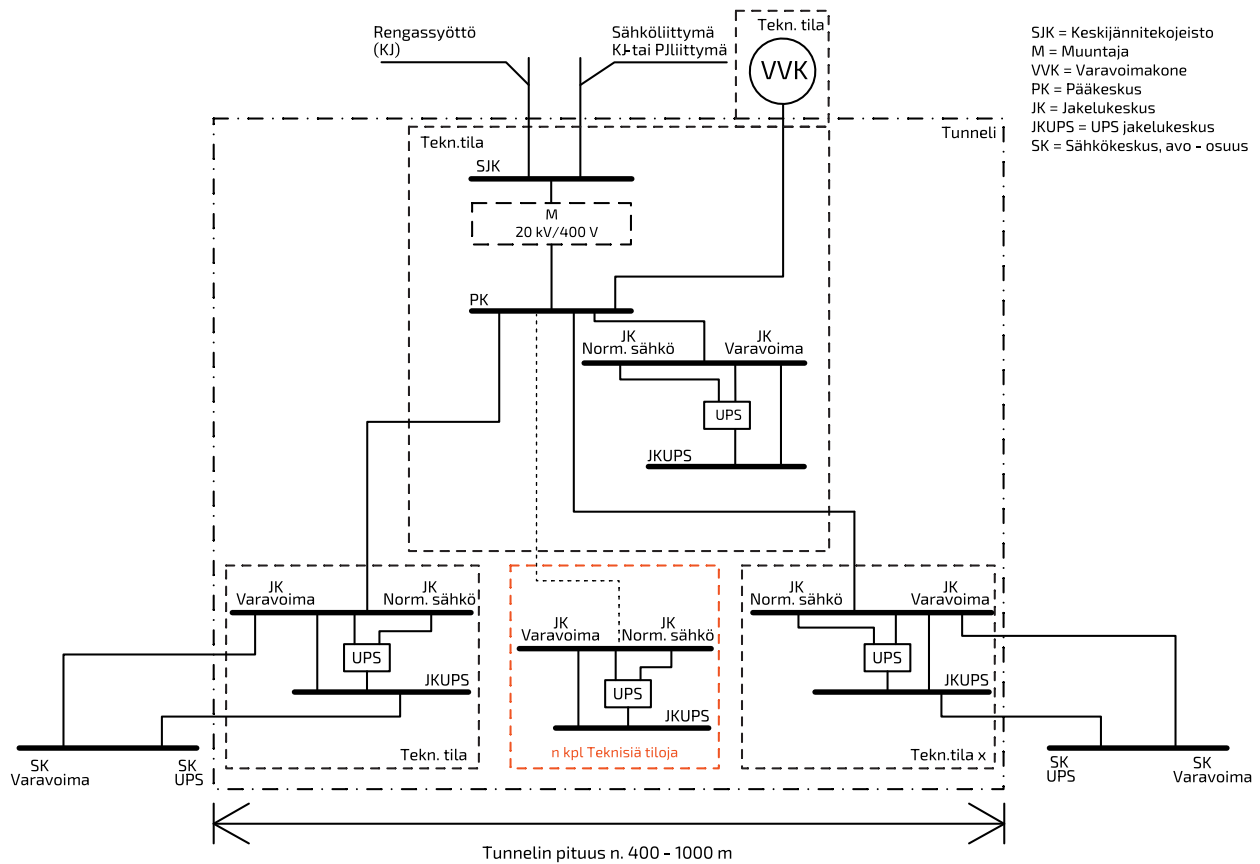 Rengassyöttö
(KJ)
Sähköliittymä
KJ-tai PJliittymä
Tekn. tila
VVK
SJK = Keskijännitekojeisto
M = Muuntaja
VVK = Varavoimakone
PK = Pääkeskus
JK = Jakelukeskus
JKUPS = UPS jakelukeskus
SK = Sähkökeskus, avo - osuus
Tunneli
Tekn.tila
SJK
M
20 kV/400 V
PK
JK
Norm. sähkö
JK
Varavoima
UPS
JKUPS
JK
Varavoima
JK
Norm. sähkö
UPS
JKUPS
Tekn. tila
SK
Varavoima
SK
UPS
JK
Varavoima
JK
Norm. sähkö
UPS
JKUPS
n kpl Teknisiä tiloja
JK
Norm. sähkö
JK
Varavoima
UPS
JKUPS
Tekn.tila x
SK
UPS
SK
Varavoima
Tunnelin pituus n. 400 - 1000 m